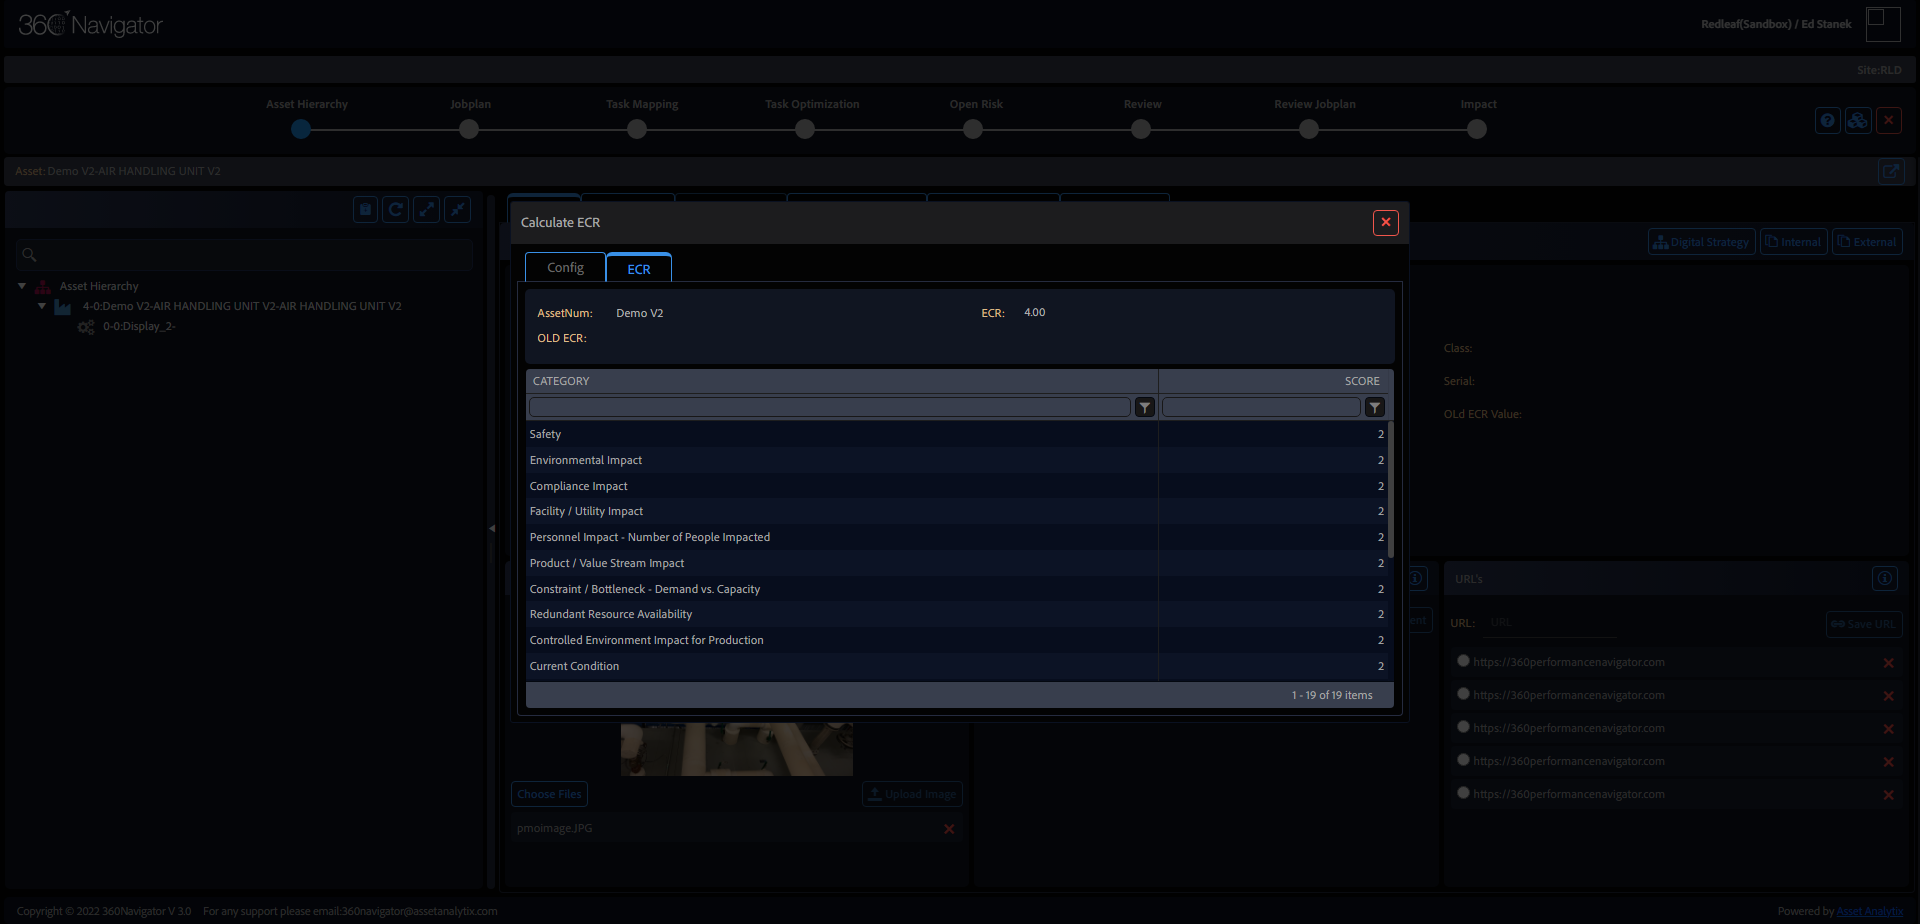 360 Navigator
Redleaf(Sandbox) / Ed Stanek
Site:RLD
Asset Hierarchy
Jobplan
Task Mapping
Task Optimization
Open Risk
Review
Review Jobplan
Impact
Asset: Demo V2-AIR HANDLING UNIT V2
Asset Hierarchy
4-0:Demo V2-AIR HANDLING UNIT V2-AIR HANDLING UNIT V2
0-0:Display_2-
Calculate ECR
Config
ECR
AssetNum: Demo V2
ECR: 4.00
OLD ECR:
CATEGORY SCORE
Safety 2
Environmental Impact 2
Compliance Impact 2
Facility / Utility Impact 2
Personnel Impact - Number of People Impacted 2
Product / Value Stream Impact 2
Constraint / Bottleneck - Demand vs. Capacity 2
Redundant Resource Availability 2
Controlled Environment Impact for Production 2
Current Condition 2
1 - 19 of 19 items
Digital Strategy
Internal
External
Class:
Serial:
OLd ECR Value:
Choose Files
Upload Image
pmoimage.JPG
URL's
URL: URL
Save URL
https://360performancenavigator.com
https://360performancenavigator.com
https://360performancenavigator.com
https://360performancenavigator.com
https://360performancenavigator.com
Copyright © 2022 360Navigator V 3.0 For any support please email:360navigator@assetanalytix.com
Powered by Asset Analytix